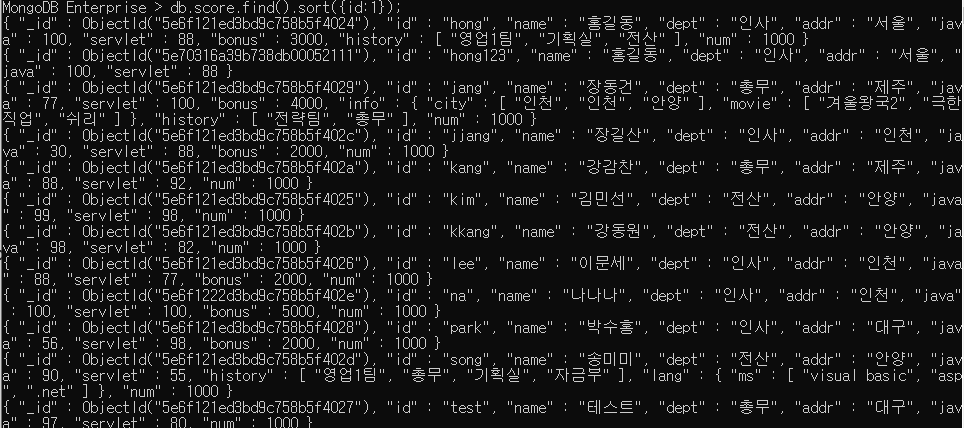 MongoDB Enterprise > db.score.find().sort({id:1});
{ "_id" : ObjectId("5e6f121ed3bd9c758b5f4024"), "id" : "hong", "name" : "홍길동", "dept" : "인사", "addr" : "서울", "jav
a" : 100, "servlet" : 88, "bonus" : 3000, "history" : [ "영업1팀", "기획실", "전산" ], "num" : 1000 }
{ "_id" : ObjectId("5e70316a39b738db00052111"), "id" : "hong123", "name" : "홍길동", "dept" : "인사", "addr" : "서울", "
java" : 100, "servlet" : 88 }
{ "_id" : ObjectId("5e6f121ed3bd9c758b5f4029"), "id" : "jang", "name" : "장동건", "dept" : "총무", "addr" : "제주", "jav
a" : 77, "servlet" : 100, "bonus" : 4000, "info" : { "city" : [ "인천", "인천", "안양" ], "movie" : [ "겨울왕국2", "극한
직업", "쉬리" ] }, "history" : [ "전략팀", "총무" ], "num" : 1000 }
{ "_id" : ObjectId("5e6f121ed3bd9c758b5f402c"), "id" : "jjang", "name" : "장길산", "dept" : "인사", "addr" : "인천", "ja
va" : 30, "servlet" : 88, "bonus" : 2000, "num" : 1000 }
{ "_id" : ObjectId("5e6f121ed3bd9c758b5f402a"), "id" : "kang", "name" : "강감찬", "dept" : "총무", "addr" : "제주", "jav
a" : 88, "servlet" : 92, "num" : 1000 }
{ "_id" : ObjectId("5e6f121ed3bd9c758b5f4025"), "id" : "kim", "name" : "김민선", "dept" : "전산", "addr" : "안양", "java
" : 99, "servlet" : 98, "num" : 1000 }
{ "_id" : ObjectId("5e6f121ed3bd9c758b5f402b"), "id" : "kkang", "name" : "강동원", "dept" : "전산", "addr" : "안양", "ja
va" : 98, "servlet" : 82, "num" : 1000 }
{ "_id" : ObjectId("5e6f121ed3bd9c758b5f4026"), "id" : "lee", "name" : "이문세", "dept" : "인사", "addr" : "인천", "java
" : 88, "servlet" : 77, "bonus" : 2000, "num" : 1000 }
{ "_id" : ObjectId("5e6f1222d3bd9c758b5f402e"), "id" : "na", "name" : "나나나", "dept" : "인사", "addr" : "인천", "java"
: 100, "servlet" : 100, "bonus" : 5000, "num" : 1000 }
{ "_id" : ObjectId("5e6f121ed3bd9c758b5f4028"), "id" : "park", "name" : "박수홍", "dept" : "인사", "addr" : "대구", "jav
a" : 56, "servlet" : 98, "bonus" : 2000, "num" : 1000 }
{ "_id" : ObjectId("5e6f121ed3bd9c758b5f402d"), "id" : "song", "name" : "송미미", "dept" : "전산", "addr" : "안양", "jav
a" : 90, "servlet" : 55, "history" : [ "영업1팀", "총무", "기획실", "자금부" ], "lang" : { "ms" : [ "visual basic", "asp
", ".net" ] }, "num" : 1000 }
{ "_id" : ObjectId("5e6f121ed3bd9c758b5f4027"), "id" : "test", "name" : "테스트", "dept" : "총무", "addr" : "대구", "jav
a" : 97, "servlet" : 80, "num" : 1000 }